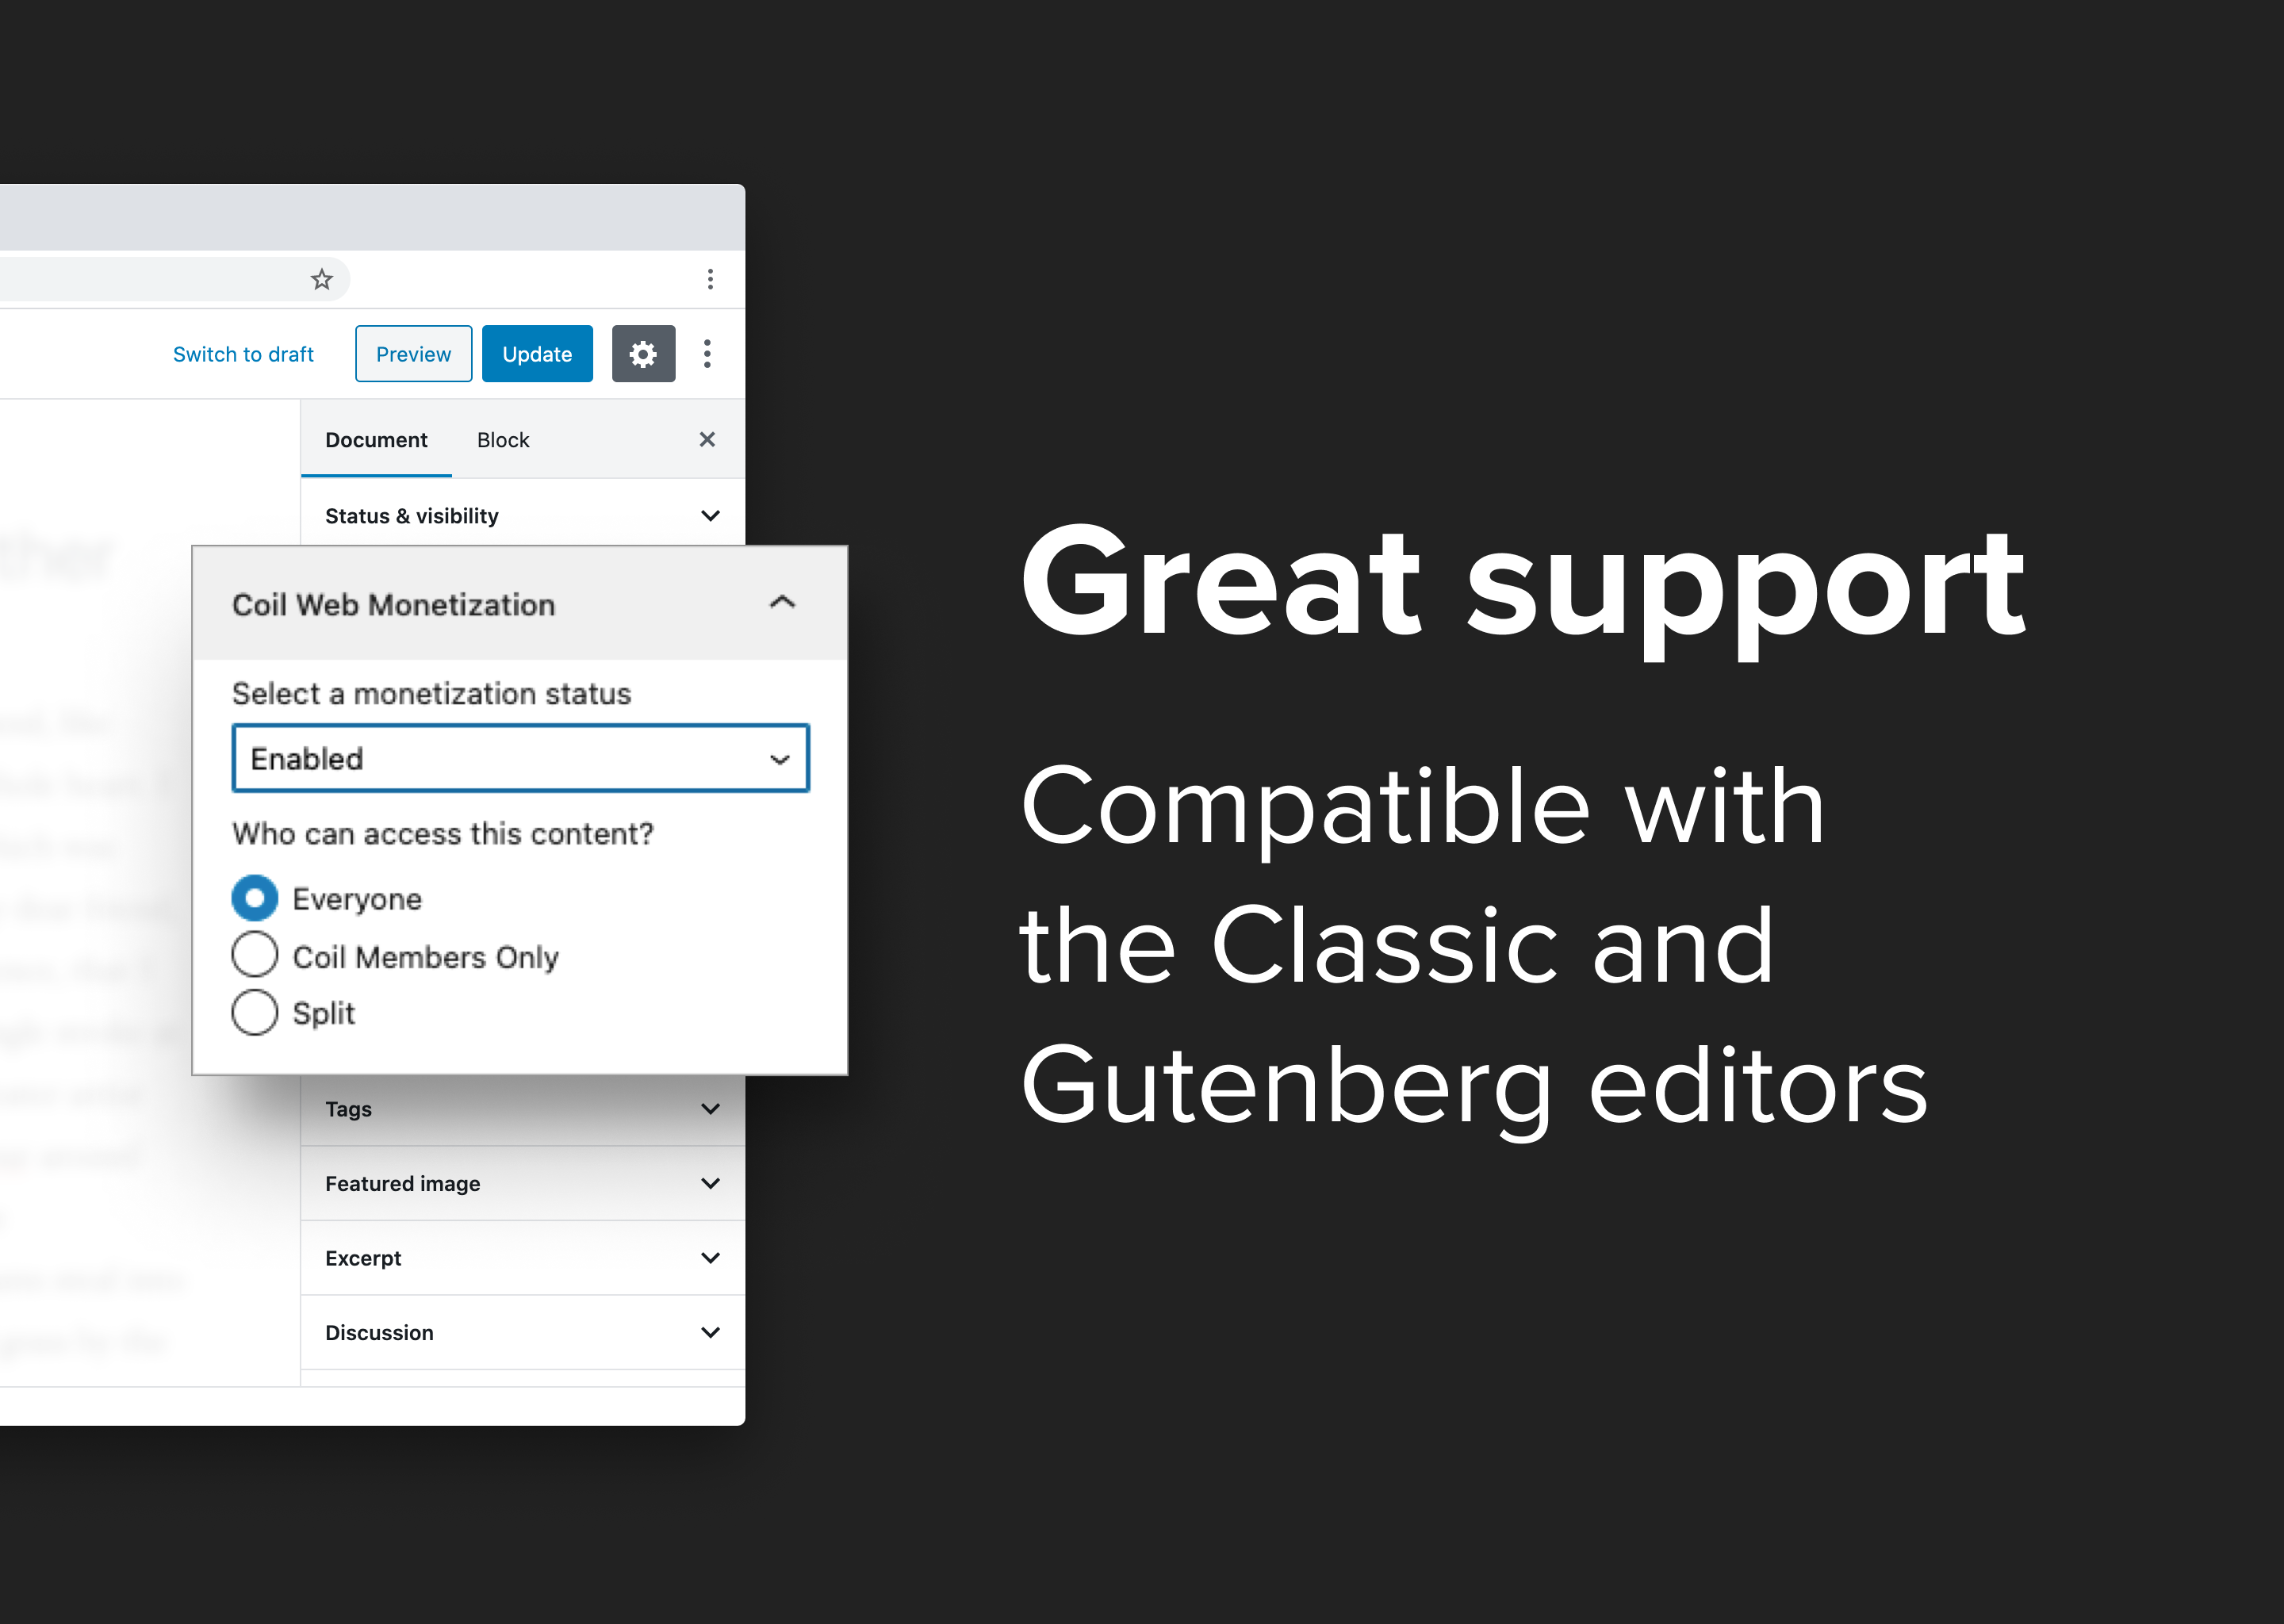 Switch to draft
Preview
Update
Document
Block
Status & visibility
Coil Web Monetization
Select a monetization status
Enabled
Who can access this content?
Everyone
Coil Members Only
Split
Tags
Featured image
Excerpt
Discussion
Great support
Compatible with
the Classic and
Gutenberg editors